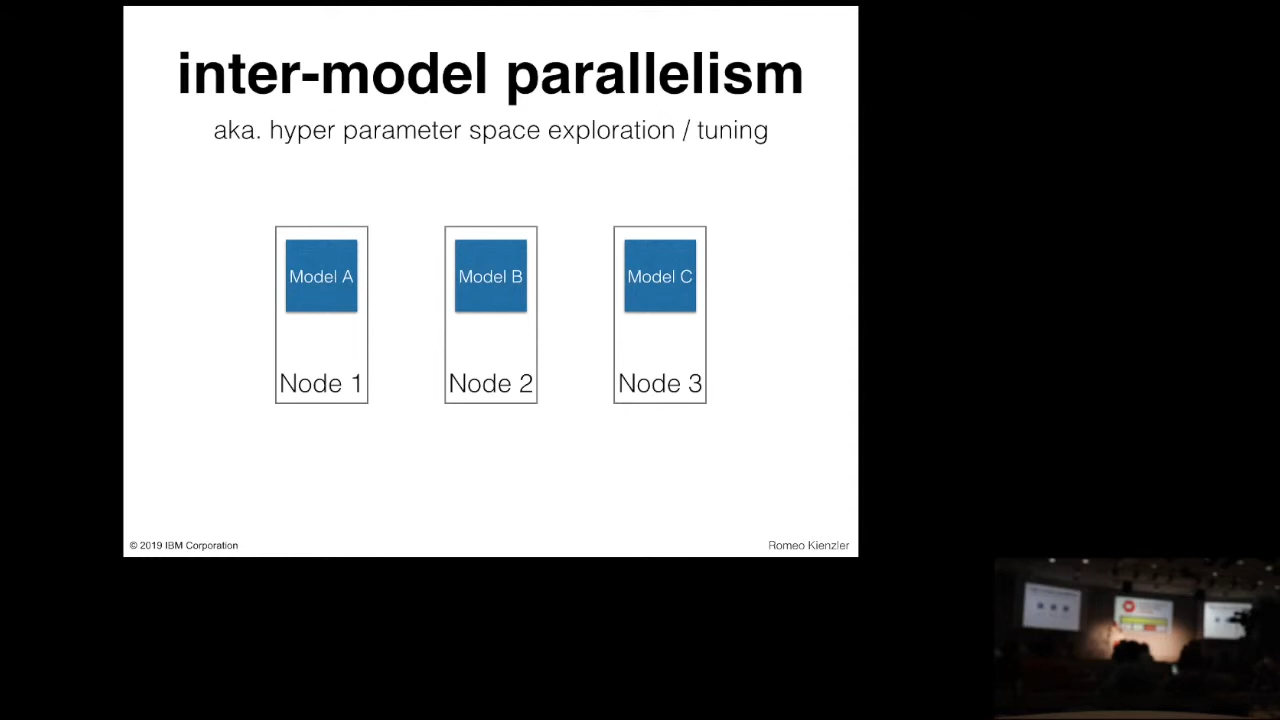 inter-model parallelism
aka. hyper parameter space exploration / tuning
Model A
Model B
Model C
Node 1
Node 2
Node 3
© 2019 IBM Corporation
Romeo Kienzler